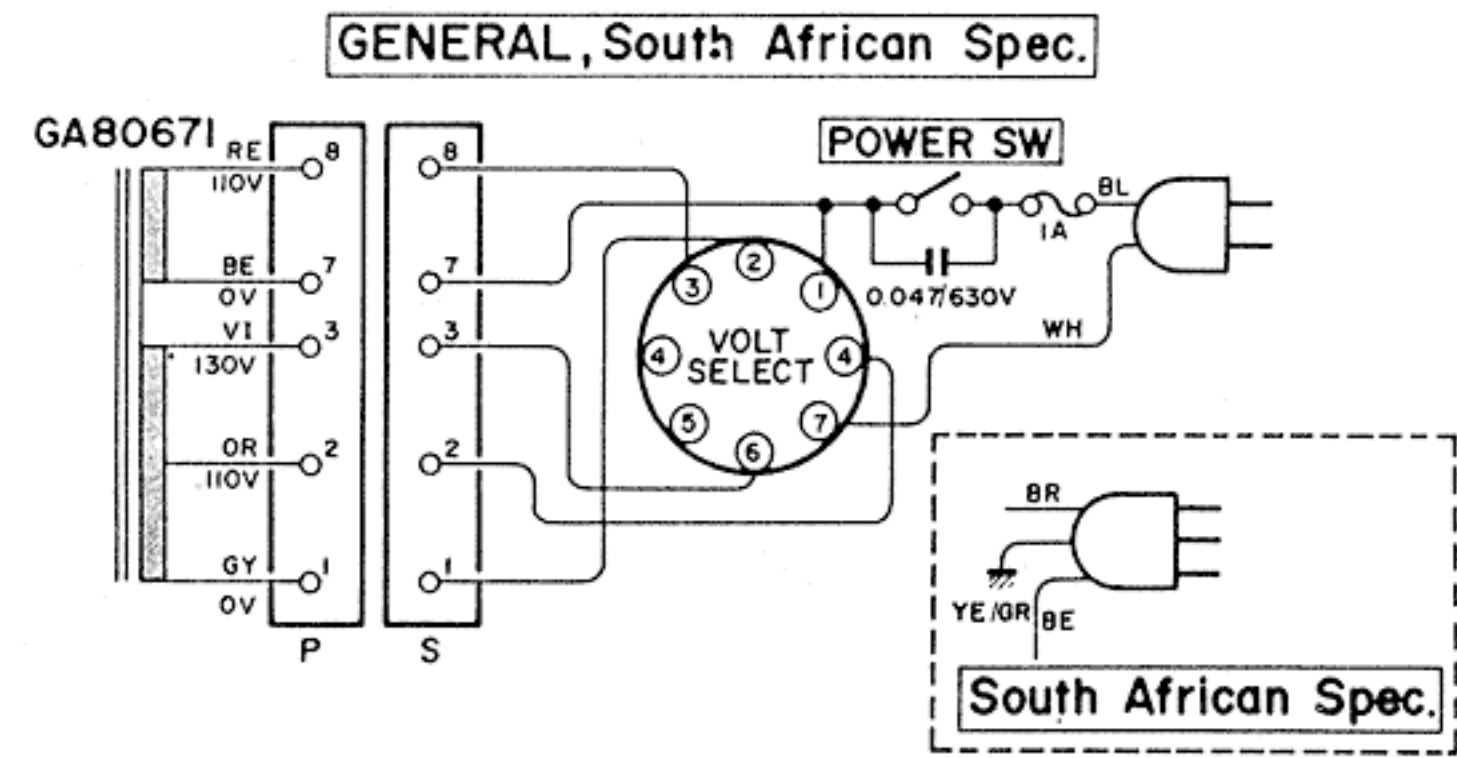 GENERAL, South African Spec.
GA80671
RE
110V
8
BE
0V
7
VI
130V
3
OR
110V
2
GY
0V
1
P
8
7
3
2
1
S
POWER SW
BL
1A
0.047/630V
WH
3
2
1
4
VOLT
SELECT
4
5
6
7
BR
YE/GR
BE
South African Spec.